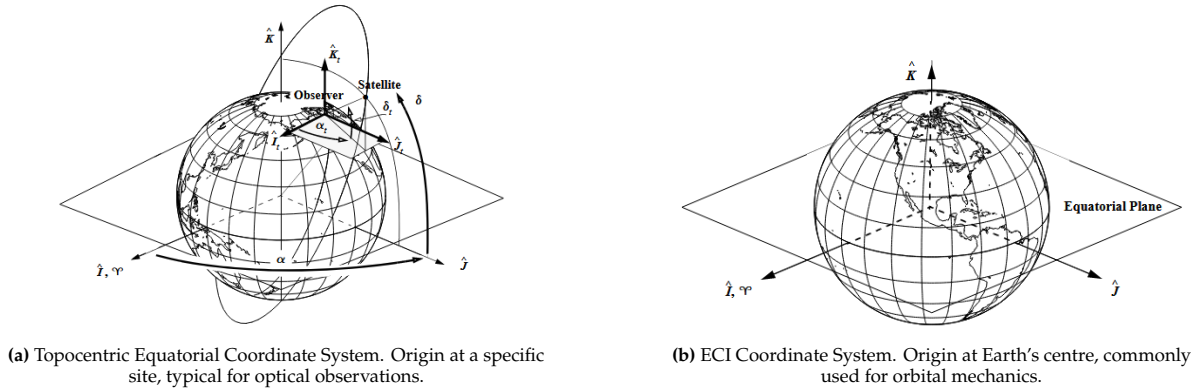 K̂
K̂ₜ
Satellite
Observer
δ
δₜ
αₜ
Îₜ
Ĵₜ
α
Î, ♈
Ĵ
(a) Topocentric Equatorial Coordinate System. Origin at a specific
site, typical for optical observations.
K̂
Equatorial Plane
Î, ♈
Ĵ
(b) ECI Coordinate System. Origin at Earth’s centre, commonly
used for orbital mechanics.